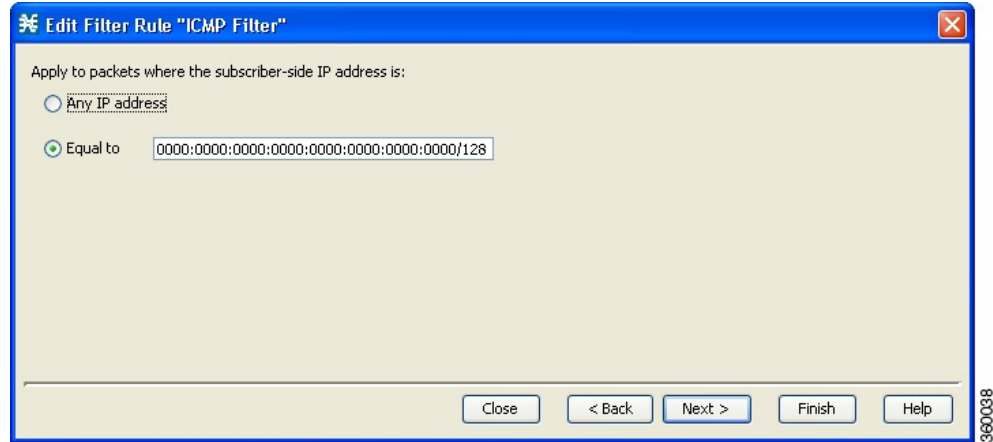 Edit Filter Rule "ICMP Filter"
Apply to packets where the subscriber-side IP address is:
Any IP address
Equal to 0000:0000:0000:0000:0000:0000:0000:0000/128
Close < Back Next > Finish Help
360038